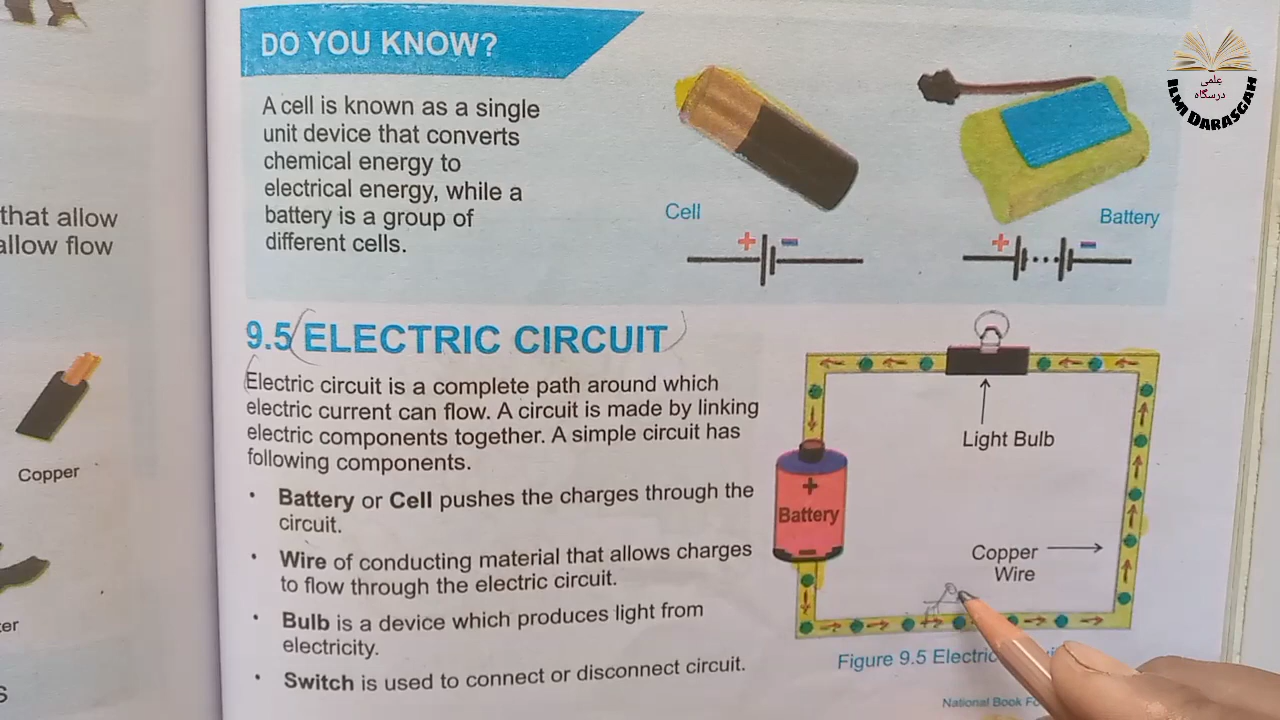 DO YOU KNOW?
A cell is known as a single
unit device that converts
chemical energy to
electrical energy, while a
battery is a group of
different cells.
Cell
+ -
Battery
+ -
علمی
درسگاه
ILMI DARASGAH
that allow
allow flow
Copper
9.5 ELECTRIC CIRCUIT
Electric circuit is a complete path around which
electric current can flow. A circuit is made by linking
electric components together. A simple circuit has
following components.
• Battery or Cell pushes the charges through the
circuit.
• Wire of conducting material that allows charges
to flow through the electric circuit.
• Bulb is a device which produces light from
electricity.
• Switch is used to connect or disconnect circuit.
Light Bulb
+
Battery
-
Copper
Wire
Figure 9.5
National Book